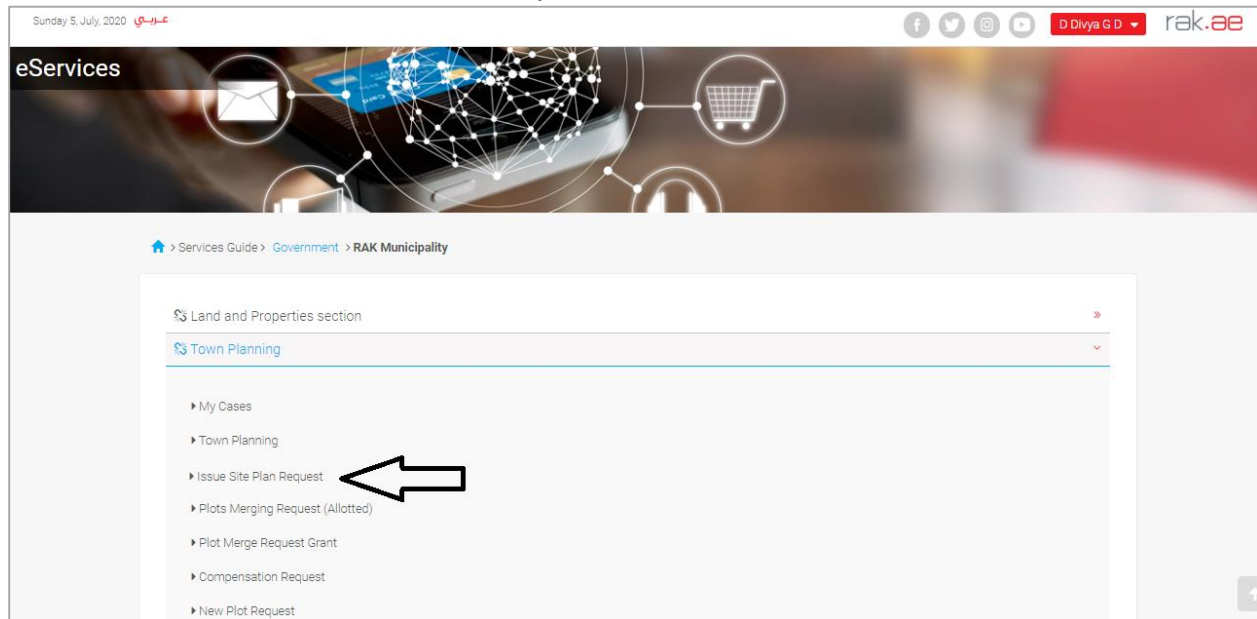 Sunday 5, July, 2020 عـربـي D Divya G D rak.ae
eServices
> Services Guide > Government > RAK Municipality
Land and Properties section
Town Planning
My Cases
Town Planning
Issue Site Plan Request
Plots Merging Request (Allotted)
Plot Merge Request Grant
Compensation Request
New Plot Request